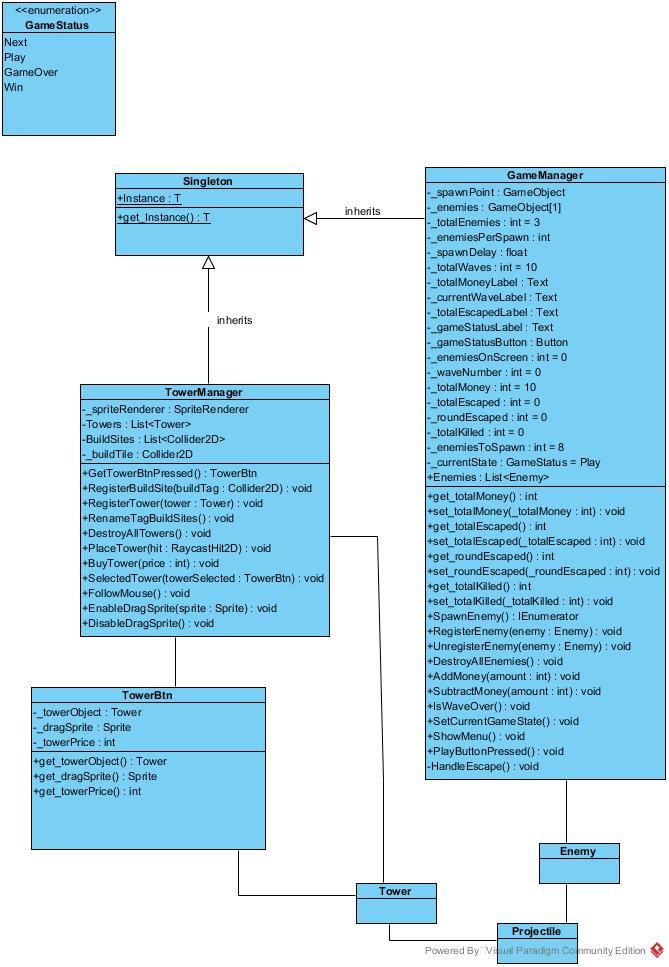 <<enumeration>>
GameStatus
Next
Play
GameOver
Win
Singleton
+Instance : T
+get_Instance() : T
inherits
inherits
GameManager
-_spawnPoint : GameObject
-_enemies : GameObject[1]
-_totalEnemies : int = 3
-_enemiesPerSpawn : int
-_spawnDelay : float
-_totalWaves : int = 10
-_totalMoneyLabel : Text
-_currentWaveLabel : Text
-_totalEscapedLabel : Text
-_gameStatusLabel : Text
-_gameStatusButton : Button
-_enemiesOnScreen : int = 0
-_waveNumber : int = 0
-_totalMoney : int = 10
-_totalEscaped : int = 0
-_roundEscaped : int = 0
-_totalKilled : int = 0
-_enemiesToSpawn : int = 8
-_currentState : GameStatus = Play
+Enemies : List<Enemy>
+get_totalMoney() : int
+set_totalMoney(_totalMoney : int) : void
+get_totalEscaped() : int
+set_totalEscaped(_totalEscaped : int) : void
+get_roundEscaped() : int
+set_roundEscaped(_roundEscaped : int) : void
+get_totalKilled() : int
+set_totalKilled(_totalKilled : int) : void
+SpawnEnemy() : IEnumerator
+RegisterEnemy(enemy : Enemy) : void
+UnregisterEnemy(enemy : Enemy) : void
+DestroyAllEnemies() : void
+AddMoney(amount : int) : void
+SubtractMoney(amount : int) : void
+IsWaveOver() : void
+SetCurrentGameState() : void
+ShowMenu() : void
+PlayButtonPressed() : void
-HandleEscape() : void
TowerManager
-_spriteRenderer : SpriteRenderer
-Towers : List<Tower>
-BuildSites : List<Collider2D>
-_buildTile : Collider2D
+GetTowerBtnPressed() : TowerBtn
+RegisterBuildSite(buildTag : Collider2D) : void
+RegisterTower(tower : Tower) : void
+RenameTagBuildSites() : void
+DestroyAllTowers() : void
+PlaceTower(hit : RaycastHit2D) : void
+BuyTower(price : int) : void
+SelectedTower(towerSelected : TowerBtn) : void
+FollowMouse() : void
+EnableDragSprite(sprite : Sprite) : void
+DisableDragSprite() : void
TowerBtn
-_towerObject : Tower
-_dragSprite : Sprite
-_towerPrice : int
+get_towerObject() : Tower
+get_dragSprite() : Sprite
+get_towerPrice() : int
Enemy
Tower
Projectile
Powered By Visual Paradigm Community Edition